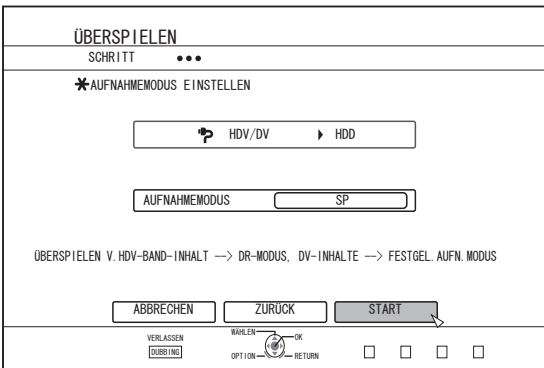 ÜBERSPIELEN
SCHRITT
AUFNAHMEMODUS EINSTELLEN
HDV/DV HDD
AUFNAHMEMODUS SP
ÜBERSPIELEN V.HDV-BAND-INHALT --> DR-MODUS, DV-INHALTE --> FESTGEL.AUFN.MODUS
ABBRECHEN ZURÜCK START
VERLASSEN WÄHLEN OK
DUBBING OPTION RETURN